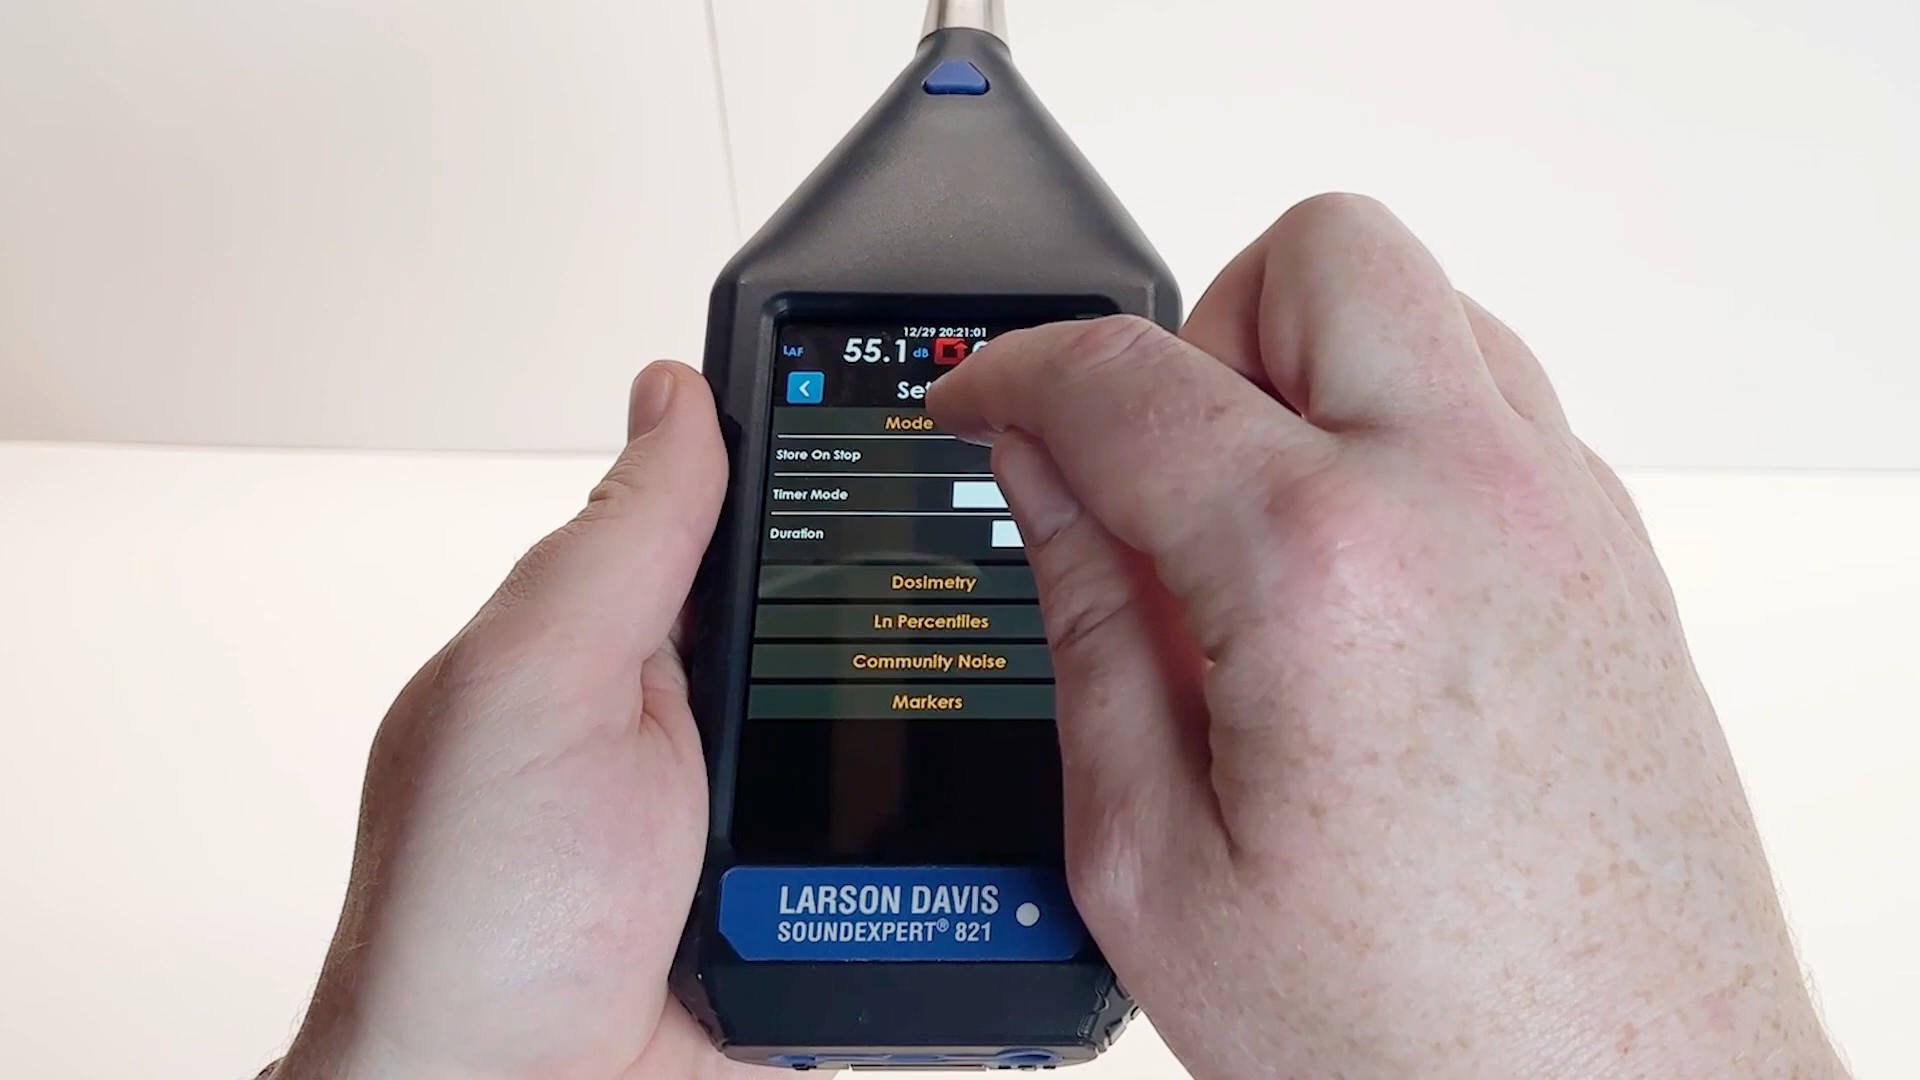 12/29 20:21:01
LAF 55.1 dB
Mode
Store On Stop
Timer Mode
Duration
Dosimetry
Ln Percentiles
Community Noise
Markers
LARSON DAVIS
SOUNDEXPERT® 821